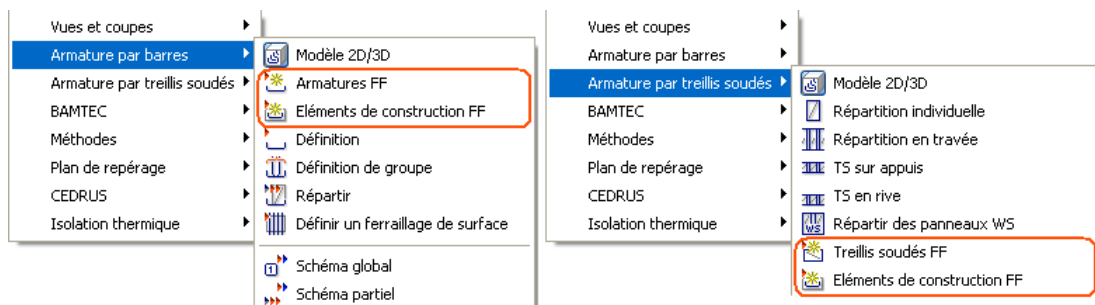 Vues et coupes
Armature par barres
Armature par treillis soudés
BAMTEC
Méthodes
Plan de repérage
CEDRUS
Isolation thermique
Modèle 2D/3D
Armatures FF
Eléments de construction FF
Définition
Définition de groupe
Répartir
Définir un ferraillage de surface
Schéma global
Schéma partiel
Vues et coupes
Armature par barres
Armature par treillis soudés
BAMTEC
Méthodes
Plan de repérage
CEDRUS
Isolation thermique
Modèle 2D/3D
Répartition individuelle
Répartition en travée
TS sur appuis
TS en rive
Répartir des panneaux WS
Treillis soudés FF
Eléments de construction FF